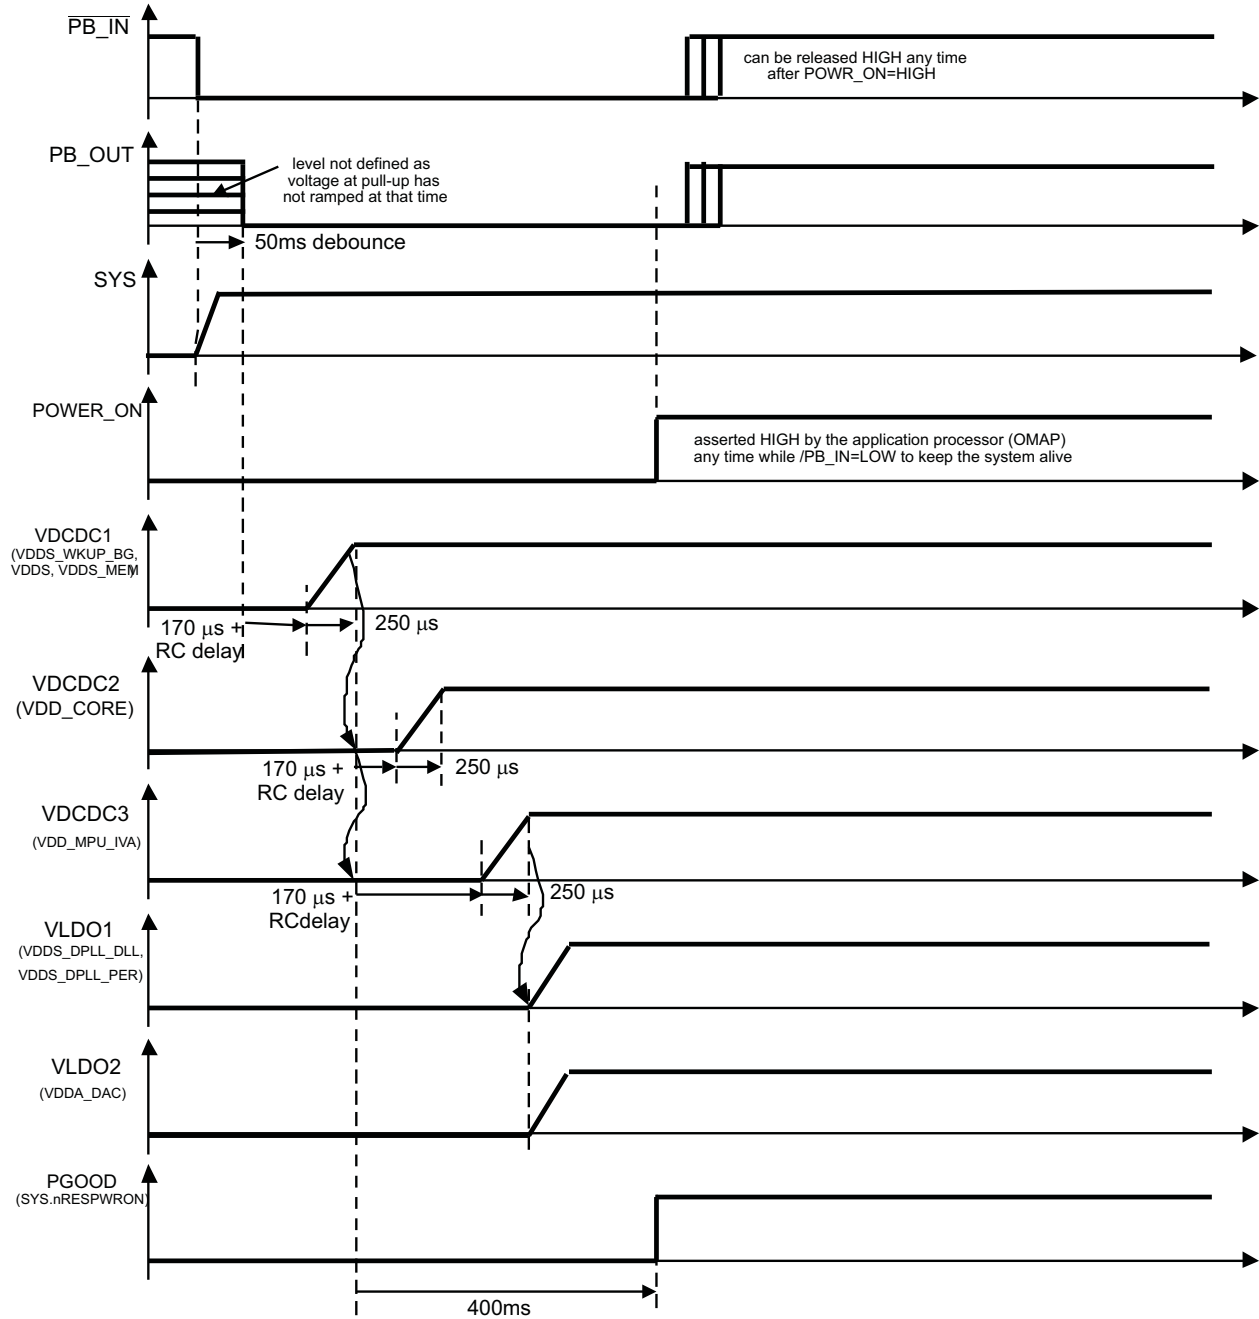 PB_IN
can be released HIGH any time
after POWR_ON=HIGH
PB_OUT
level not defined as
voltage at pull-up has
not ramped at that time
50ms debounce
SYS
POWER_ON
asserted HIGH by the application processor (OMAP)
any time while /PB_IN=LOW to keep the system alive
VDCDC1
(VDDS_WKUP_BG,
VDDS, VDDS_MEM)
170 μs +
RC delay
250 μs
VDCDC2
(VDD_CORE)
170 μs +
RC delay
250 μs
VDCDC3
(VDD_MPU_IVA)
170 μs +
RCdelay
250 μs
VLDO1
(VDDS_DPLL_DLL,
VDDS_DPLL_PER)
VLDO2
(VDDA_DAC)
PGOOD
(SYS.nRESPWRON)
400ms